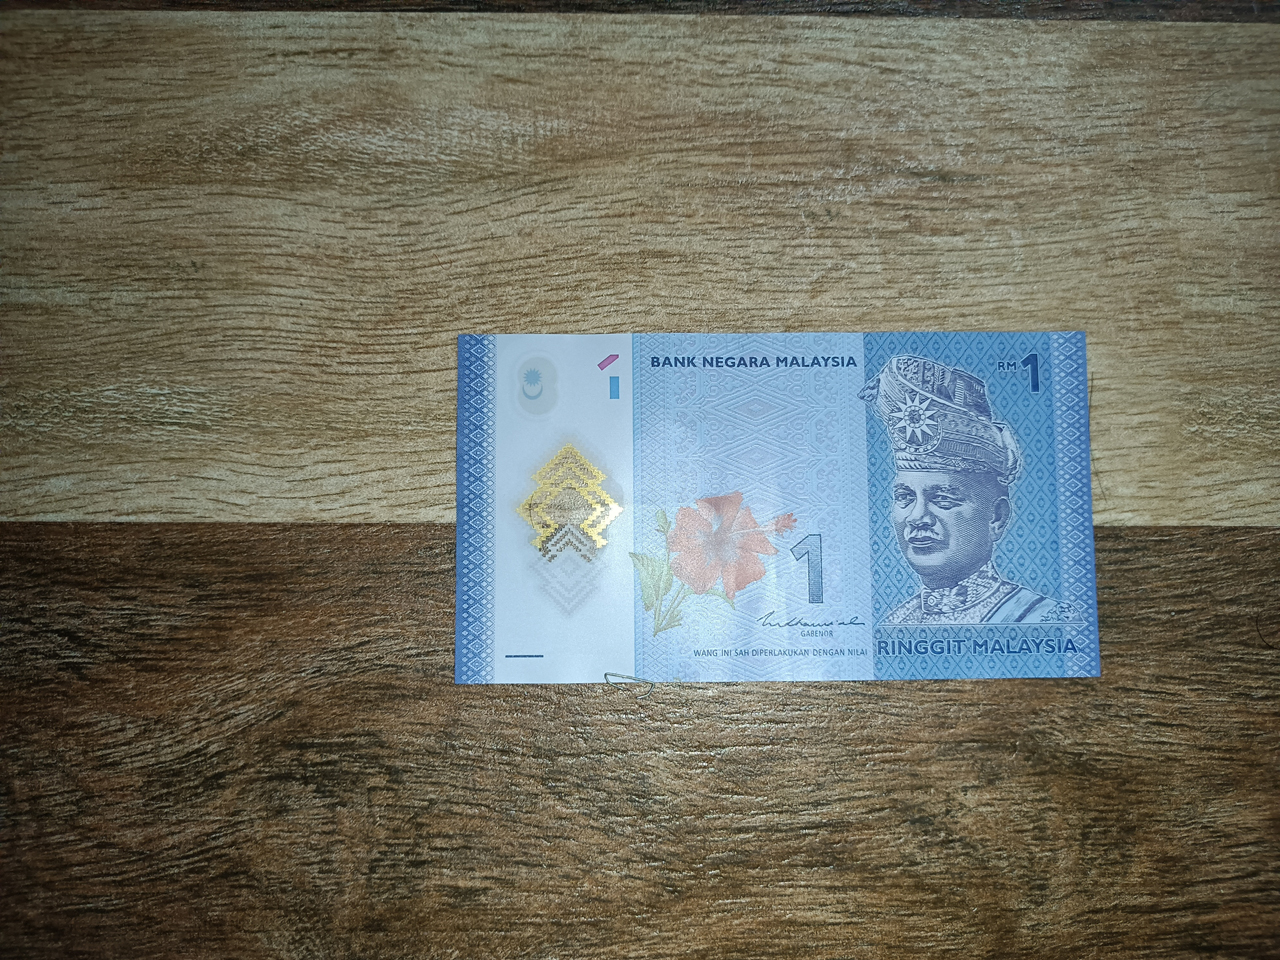 BANK NEGARA MALAYSIA
RM 1
1
GABENOR
WANG INI SAH DIPERLAKUKAN DENGAN NILAI
RINGGIT MALAYSIA